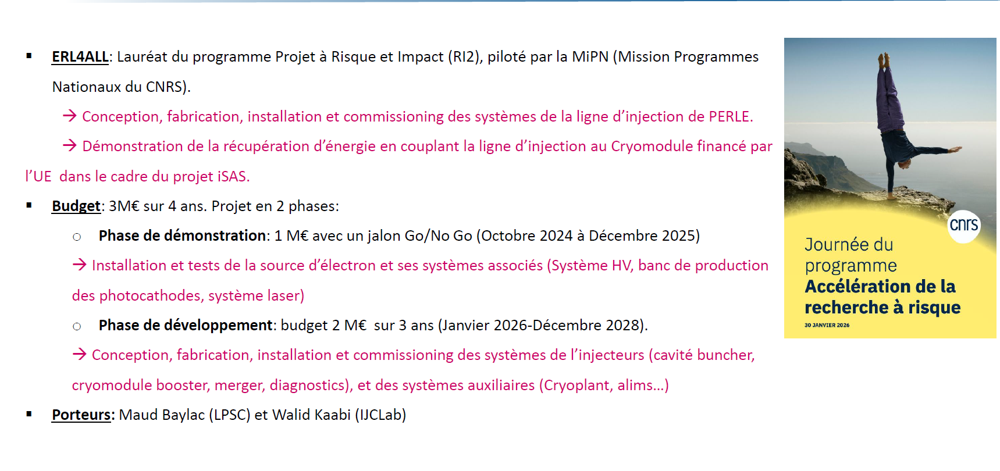 ▪ ERL4ALL: Lauréat du programme Projet à Risque et Impact (RI2), piloté par la MiPN (Mission Programmes
Nationaux du CNRS).
→ Conception, fabrication, installation et commissioning des systèmes de la ligne d’injection de PERLE.
→ Démonstration de la récupération d’énergie en couplant la ligne d’injection au Cryomodule financé par
l’UE dans le cadre du projet iSAS.
▪ Budget: 3M€ sur 4 ans. Projet en 2 phases:
o Phase de démonstration: 1 M€ avec un jalon Go/No Go (Octobre 2024 à Décembre 2025)
→ Installation et tests de la source d’électron et ses systèmes associés (Système HV, banc de production
des photocathodes, système laser)
o Phase de développement: budget 2 M€ sur 3 ans (Janvier 2026-Décembre 2028).
→ Conception, fabrication, installation et commissioning des systèmes de l’injecteurs (cavité buncher,
cryomodule booster, merger, diagnostics), et des systèmes auxiliaires (Cryoplant, alims…)
▪ Porteurs: Maud Baylac (LPSC) et Walid Kaabi (IJCLab)
cnrs
Journée du
programme
Accélération de la
recherche à risque
30 JANVIER 2026